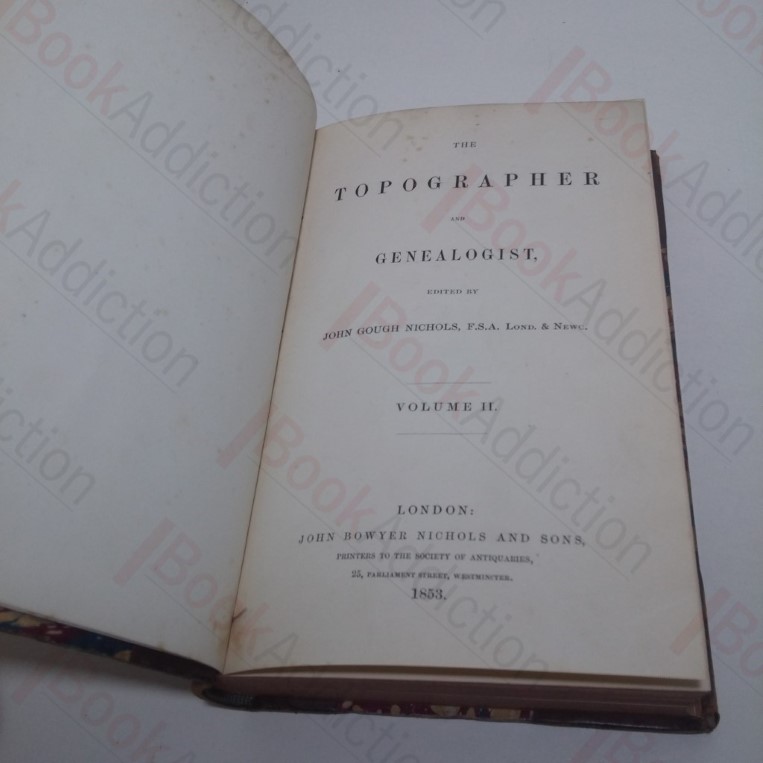 THE
TOPOGRAPHER
AND
GENEALOGIST,
EDITED BY
JOHN GOUGH NICHOLS, F.S.A. LOND. & NEWC.
VOLUME II.
LONDON:
JOHN BOWYER NICHOLS AND SONS,
PRINTERS TO THE SOCIETY OF ANTIQUARIES,
25, PARLIAMENT STREET, WESTMINSTER.
1853.
BookAddiction